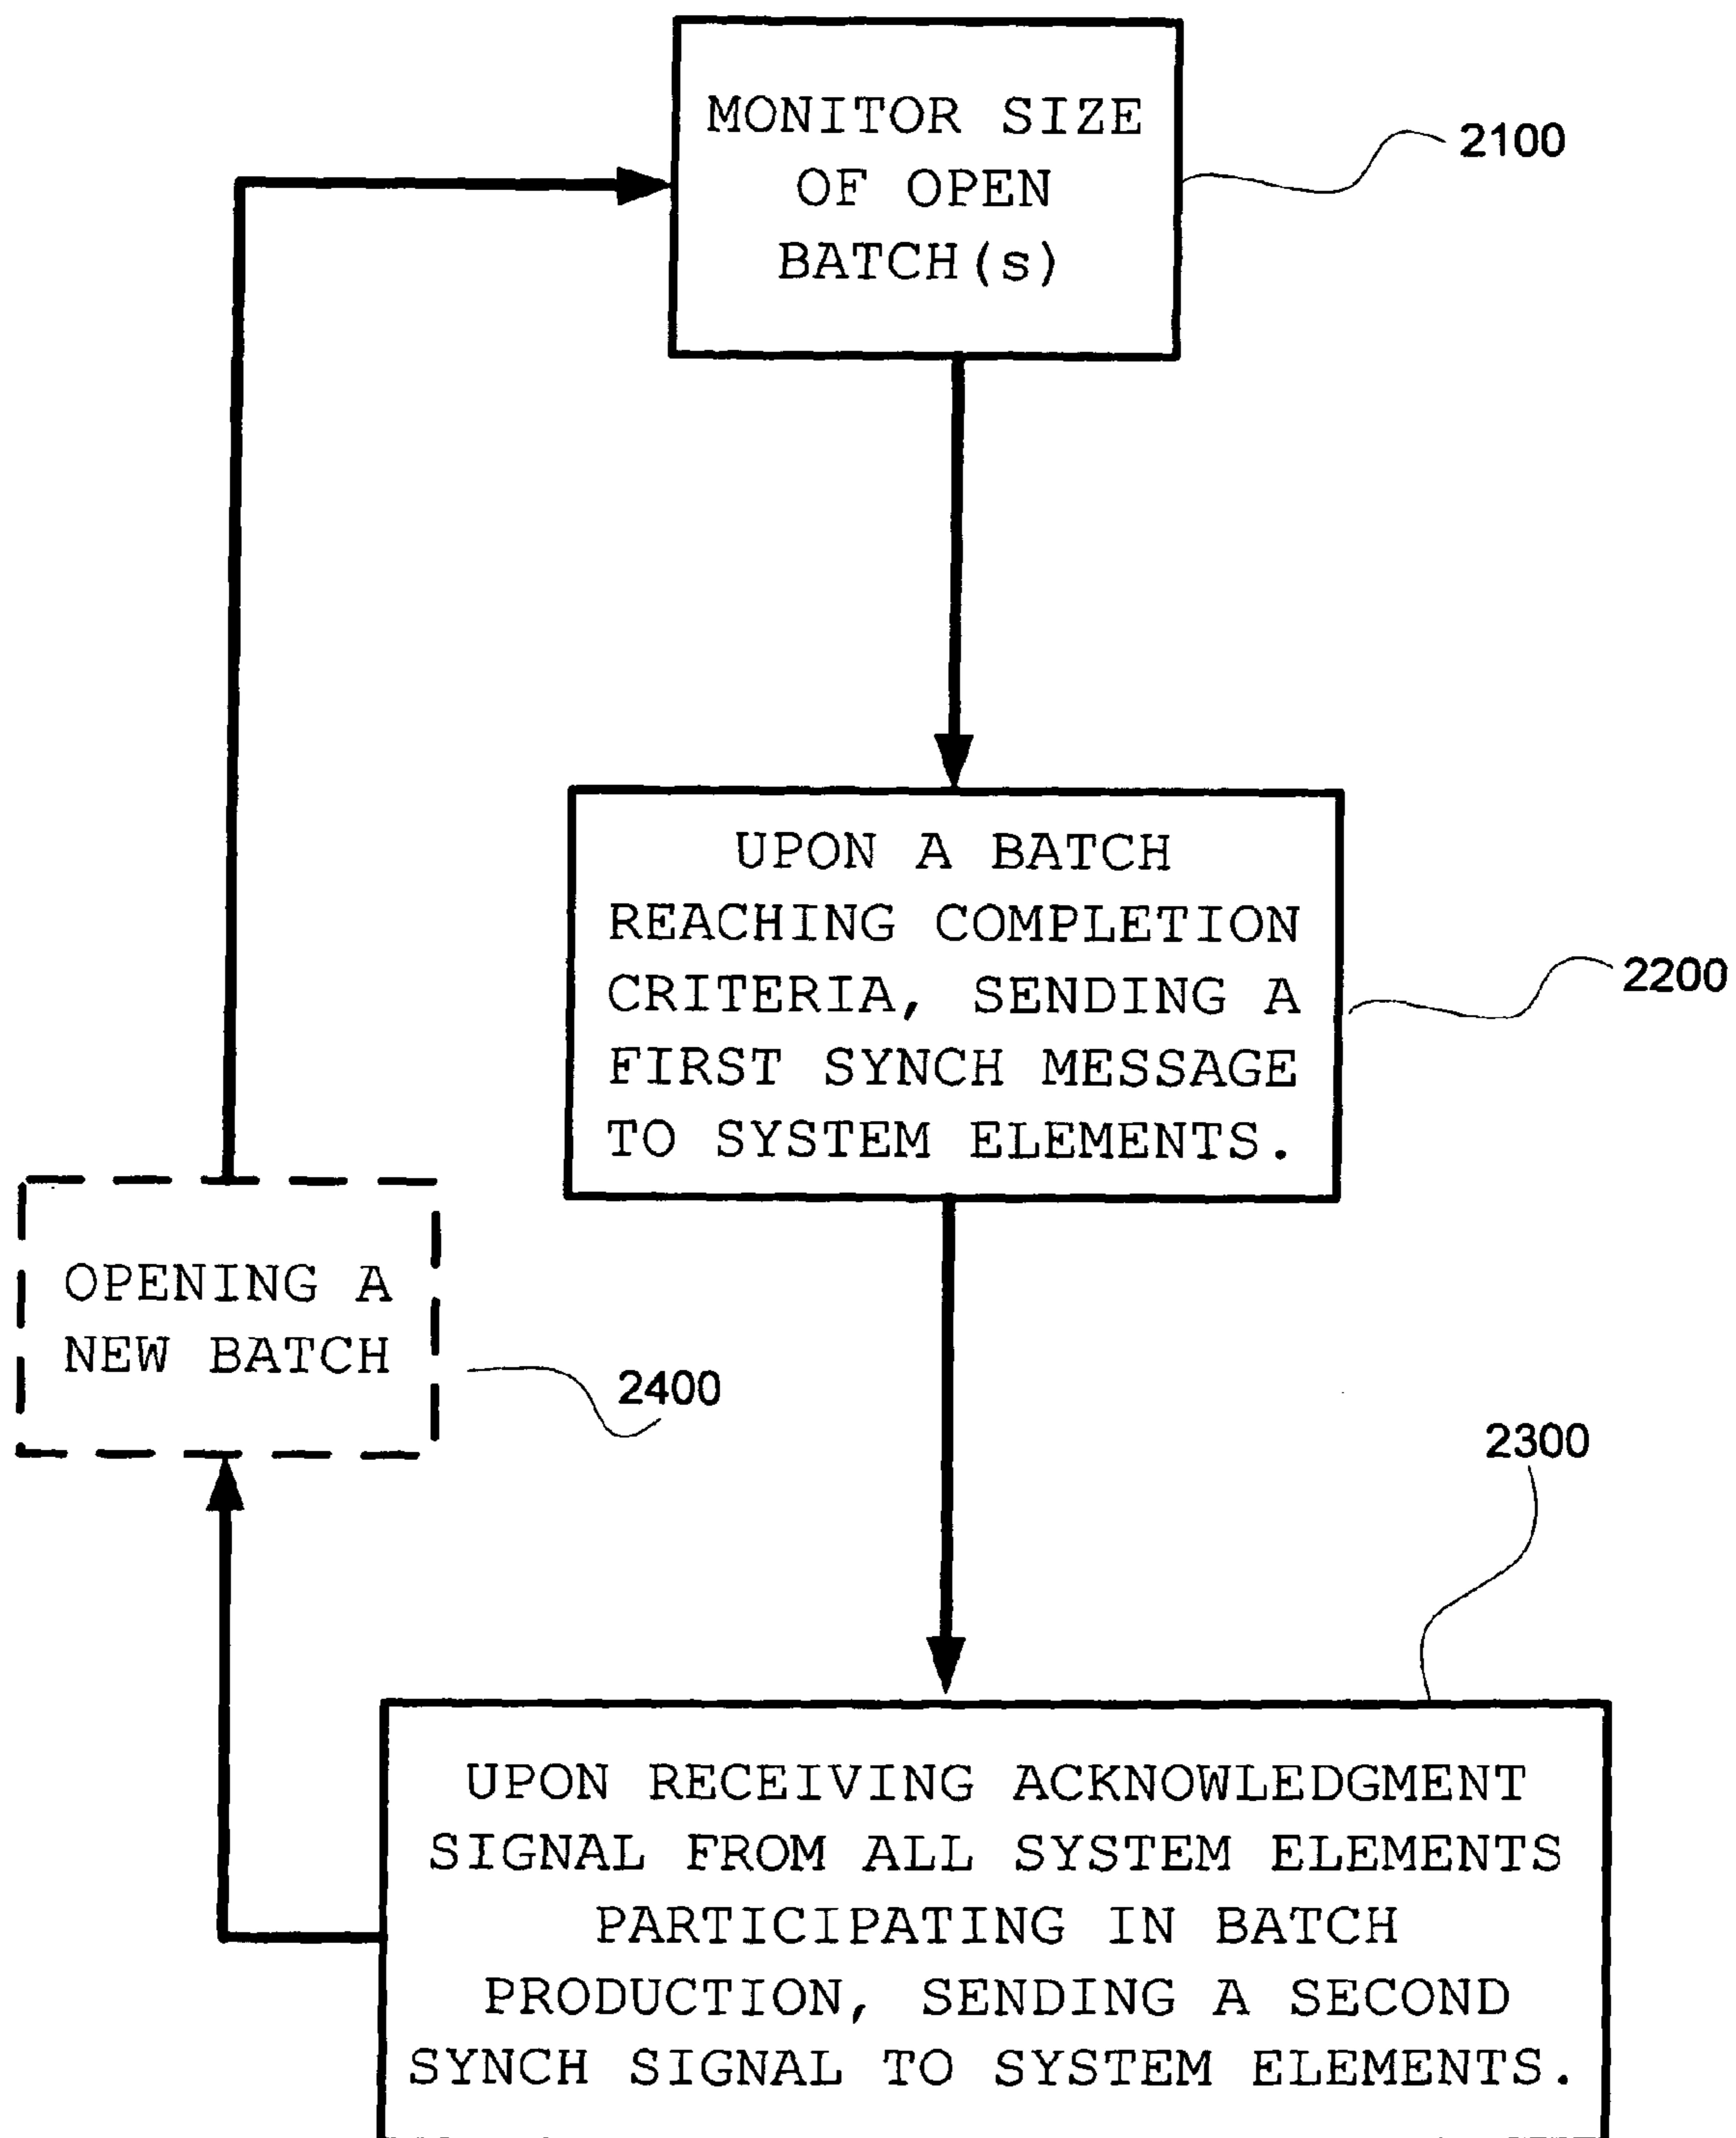 MONITOR SIZE
OF OPEN
BATCH(s)
2100
UPON A BATCH
REACHING COMPLETION
CRITERIA, SENDING A
FIRST SYNCH MESSAGE
TO SYSTEM ELEMENTS.
2200
OPENING A
NEW BATCH
2400
2300
UPON RECEIVING ACKNOWLEDGMENT
SIGNAL FROM ALL SYSTEM ELEMENTS
PARTICIPATING IN BATCH
PRODUCTION, SENDING A SECOND
SYNCH SIGNAL TO SYSTEM ELEMENTS.